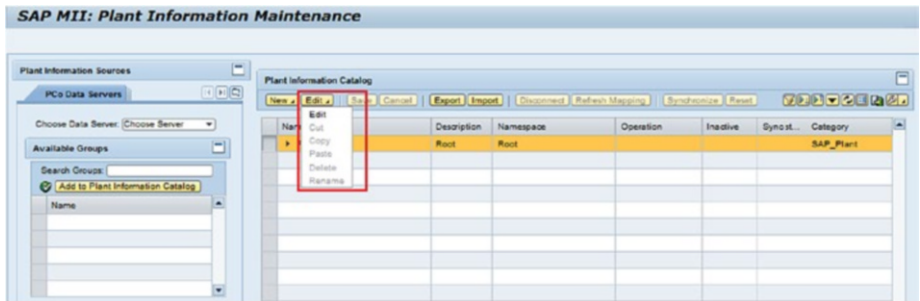 SAP MII: Plant Information Maintenance
Plant Information Sources
PCo Data Servers
Choose Data Server: Choose Server
Available Groups
Search Groups:
Add to Plant Information Catalog
Name
Plant Information Catalog
New Edit Save Cancel Export Import Disconnect Refresh Mapping Synchronize Reset
Description Namespace Operation Inactive Syncst... Category
Root Root SAP_Plant
Edit
Cut
Copy
Paste
Delete
Rename